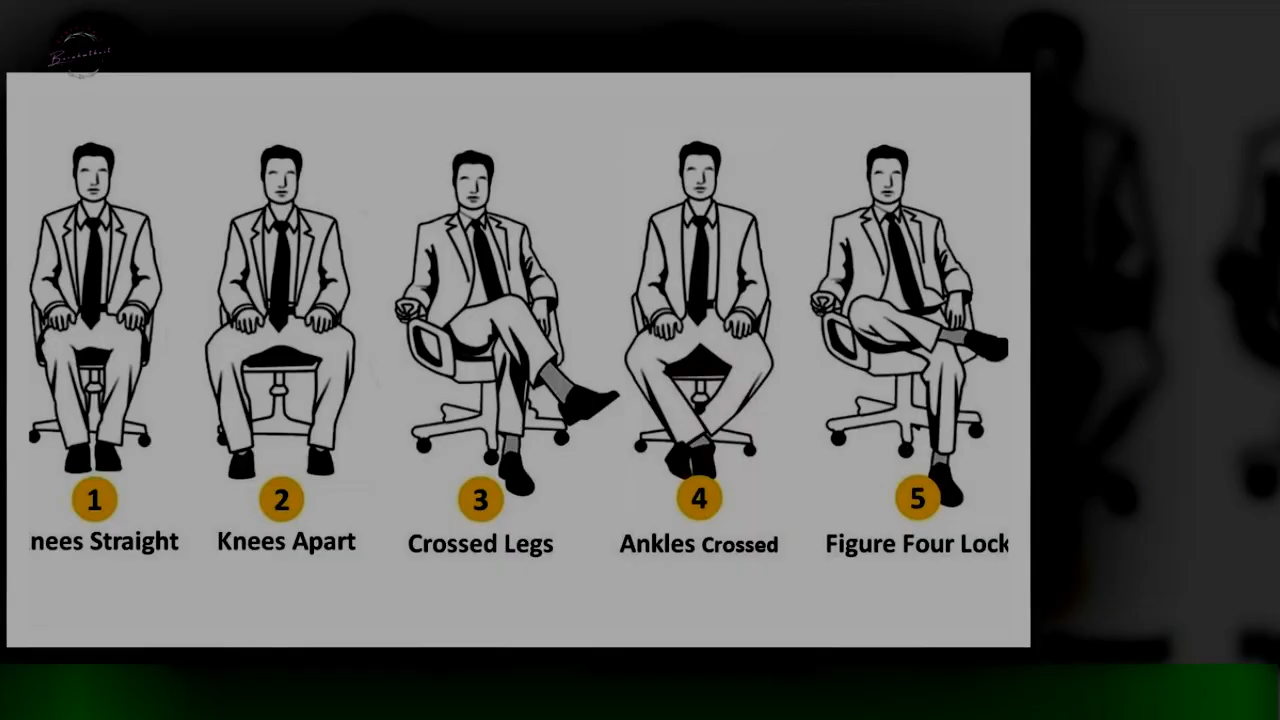 1
2
3
4
5
nees Straight
Knees Apart
Crossed Legs
Ankles Crossed
Figure Four Lock